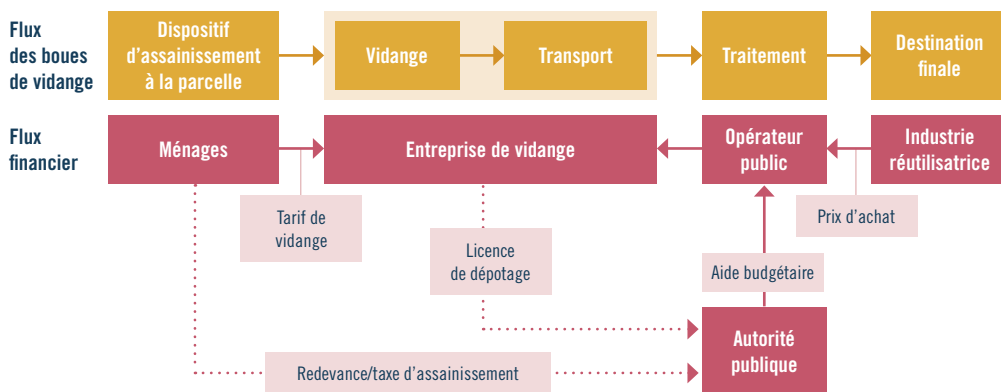 Flux
des boues
de vidange
Dispositif
d'assainissement
à la parcelle
Vidange
Transport
Traitement
Destination
finale
Flux
financier
Ménages
Entreprise de vidange
Opérateur
public
Industrie
réutilisatrice
Tarif de
vidange
Licence
de dépotage
Prix d'achat
Aide budgétaire
Autorité
publique
Redevance/taxe d'assainissement